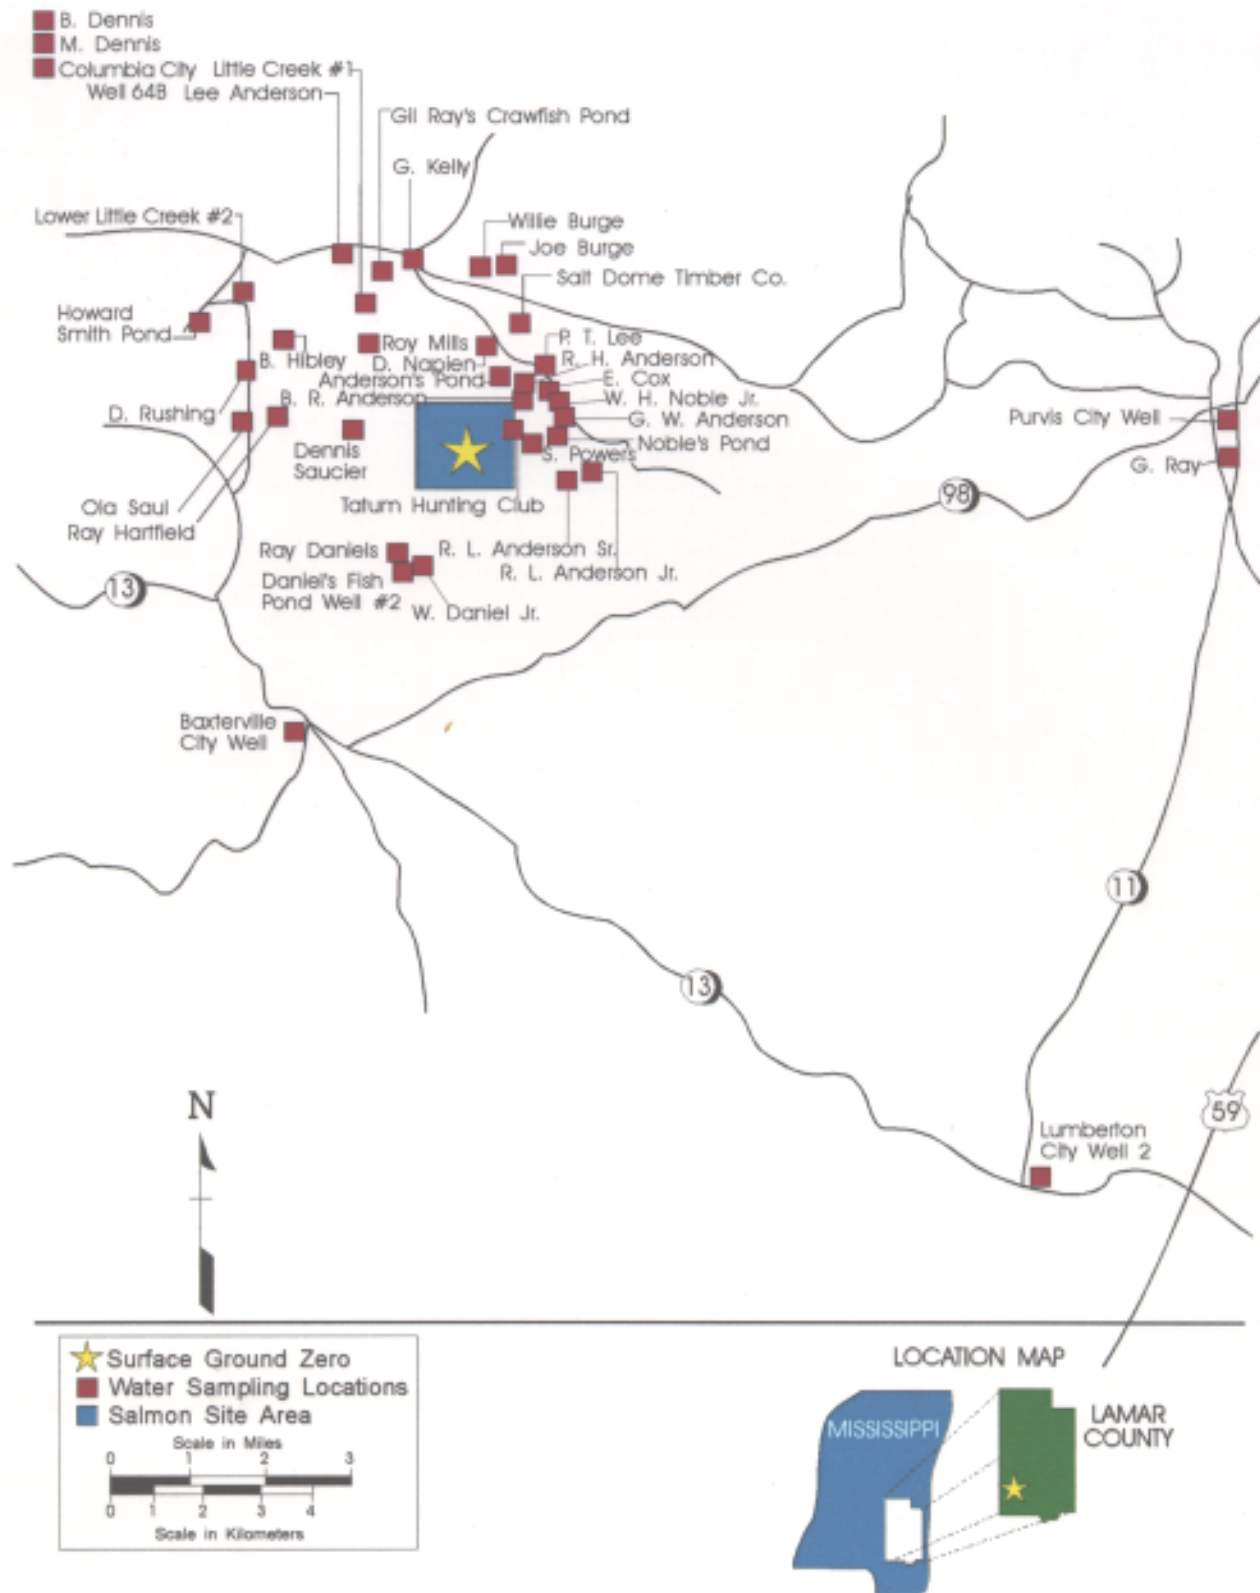 B. Dennis
M. Dennis
Columbia City
Well 64B
Little Creek #1
Lee Anderson
Gil Ray's Crawfish Pond
G. Kelly
Lower Little Creek #2
Willie Burge
Joe Burge
Salt Dome Timber Co.
Howard
Smith Pond
B. Hibley
Roy Mills
D. Napien
Anderson's Pond
P. T. Lee
R. H. Anderson
E. Cox
B. R. Anderson
W. H. Noble Jr.
D. Rushing
G. W. Anderson
Noble's Pond
Dennis
Saucier
S. Powers
Purvis City Well
G. Ray
98
Ola Saul
Ray Hartfield
Tatum Hunting Club
Ray Daniels
R. L. Anderson Sr.
R. L. Anderson Jr.
Daniel's Fish
Pond Well #2
W. Daniel Jr.
13
Baxterville
City Well
11
13
N
59
Lumberton
City Well 2
Surface Ground Zero
Water Sampling Locations
Salmon Site Area
Scale in Miles
0 1 2 3
0 1 2 3 4
Scale in Kilometers
LOCATION MAP
MISSISSIPPI
LAMAR
COUNTY